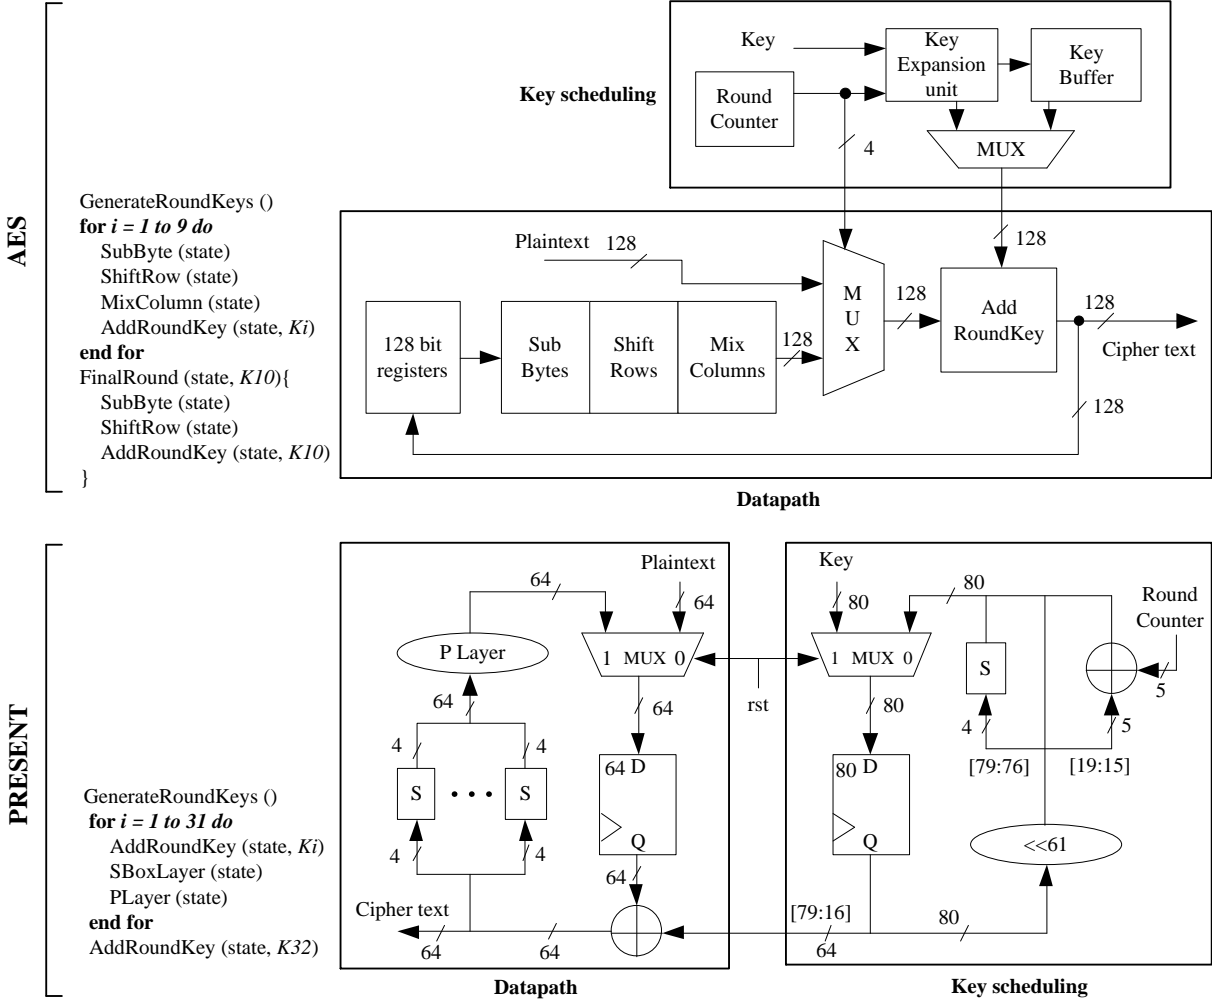 AES
GenerateRoundKeys ()
for i = 1 to 9 do
SubByte (state)
ShiftRow (state)
MixColumn (state)
AddRoundKey (state, Ki)
end for
FinalRound (state, K10){
SubByte (state)
ShiftRow (state)
AddRoundKey (state, K10)
}
Key scheduling
Key
Round
Counter
Key
Expansion
unit
Key
Buffer
4
MUX
128
Plaintext
128
128 bit
registers
Sub
Bytes
Shift
Rows
Mix
Columns
128
M
U
X
128
Add
RoundKey
128
Cipher text
128
Datapath
PRESENT
GenerateRoundKeys ()
for i = 1 to 31 do
AddRoundKey (state, Ki)
SBoxLayer (state)
PLayer (state)
end for
AddRoundKey (state, K32)
64
Plaintext
64
P Layer
1 MUX 0
64
64
4
4
S
• • •
S
4
4
64 D
Q
64
Cipher text
64
64
Datapath
rst
Key
80
80
Round
Counter
1 MUX 0
S
5
80
4
5
[79:76]
[19:15]
80 D
Q
<<61
[79:16]
64
80
Key scheduling